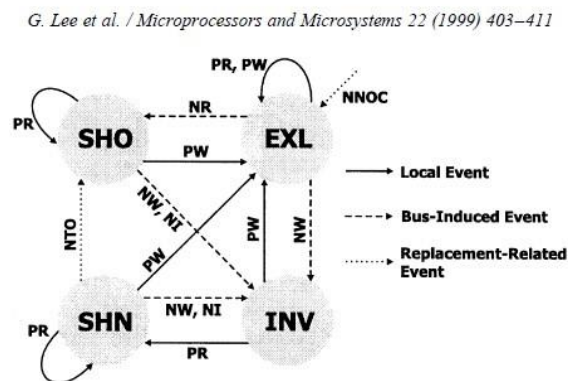 G. Lee et al. / Microprocessors and Microsystems 22 (1999) 403–411
PR, PW
NNOC
NR
PR
SHO
EXL
PW
Local Event
NW, NI
NTO
PW
PW
NW
Bus-Induced Event
Replacement-Related
Event
NW, NI
PR
SHN
INV
PR